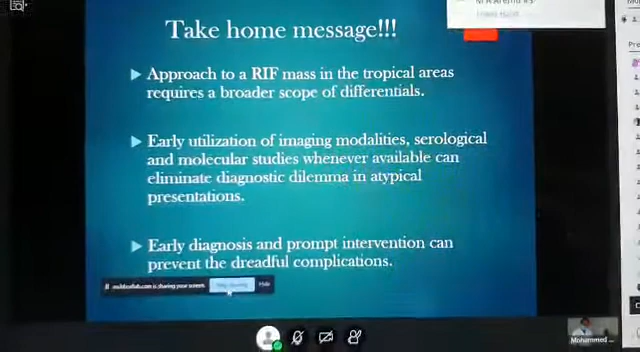 Take home message!!!
Approach to a RIF mass in the tropical areas
requires a broader scope of differentials.
Early utilization of imaging modalities, serological
and molecular studies whenever available can
eliminate diagnostic dilemma in atypical
presentations.
Early diagnosis and prompt intervention can
prevent the dreadful complications.
is sharing your screen.
Hide
Mohammed ...